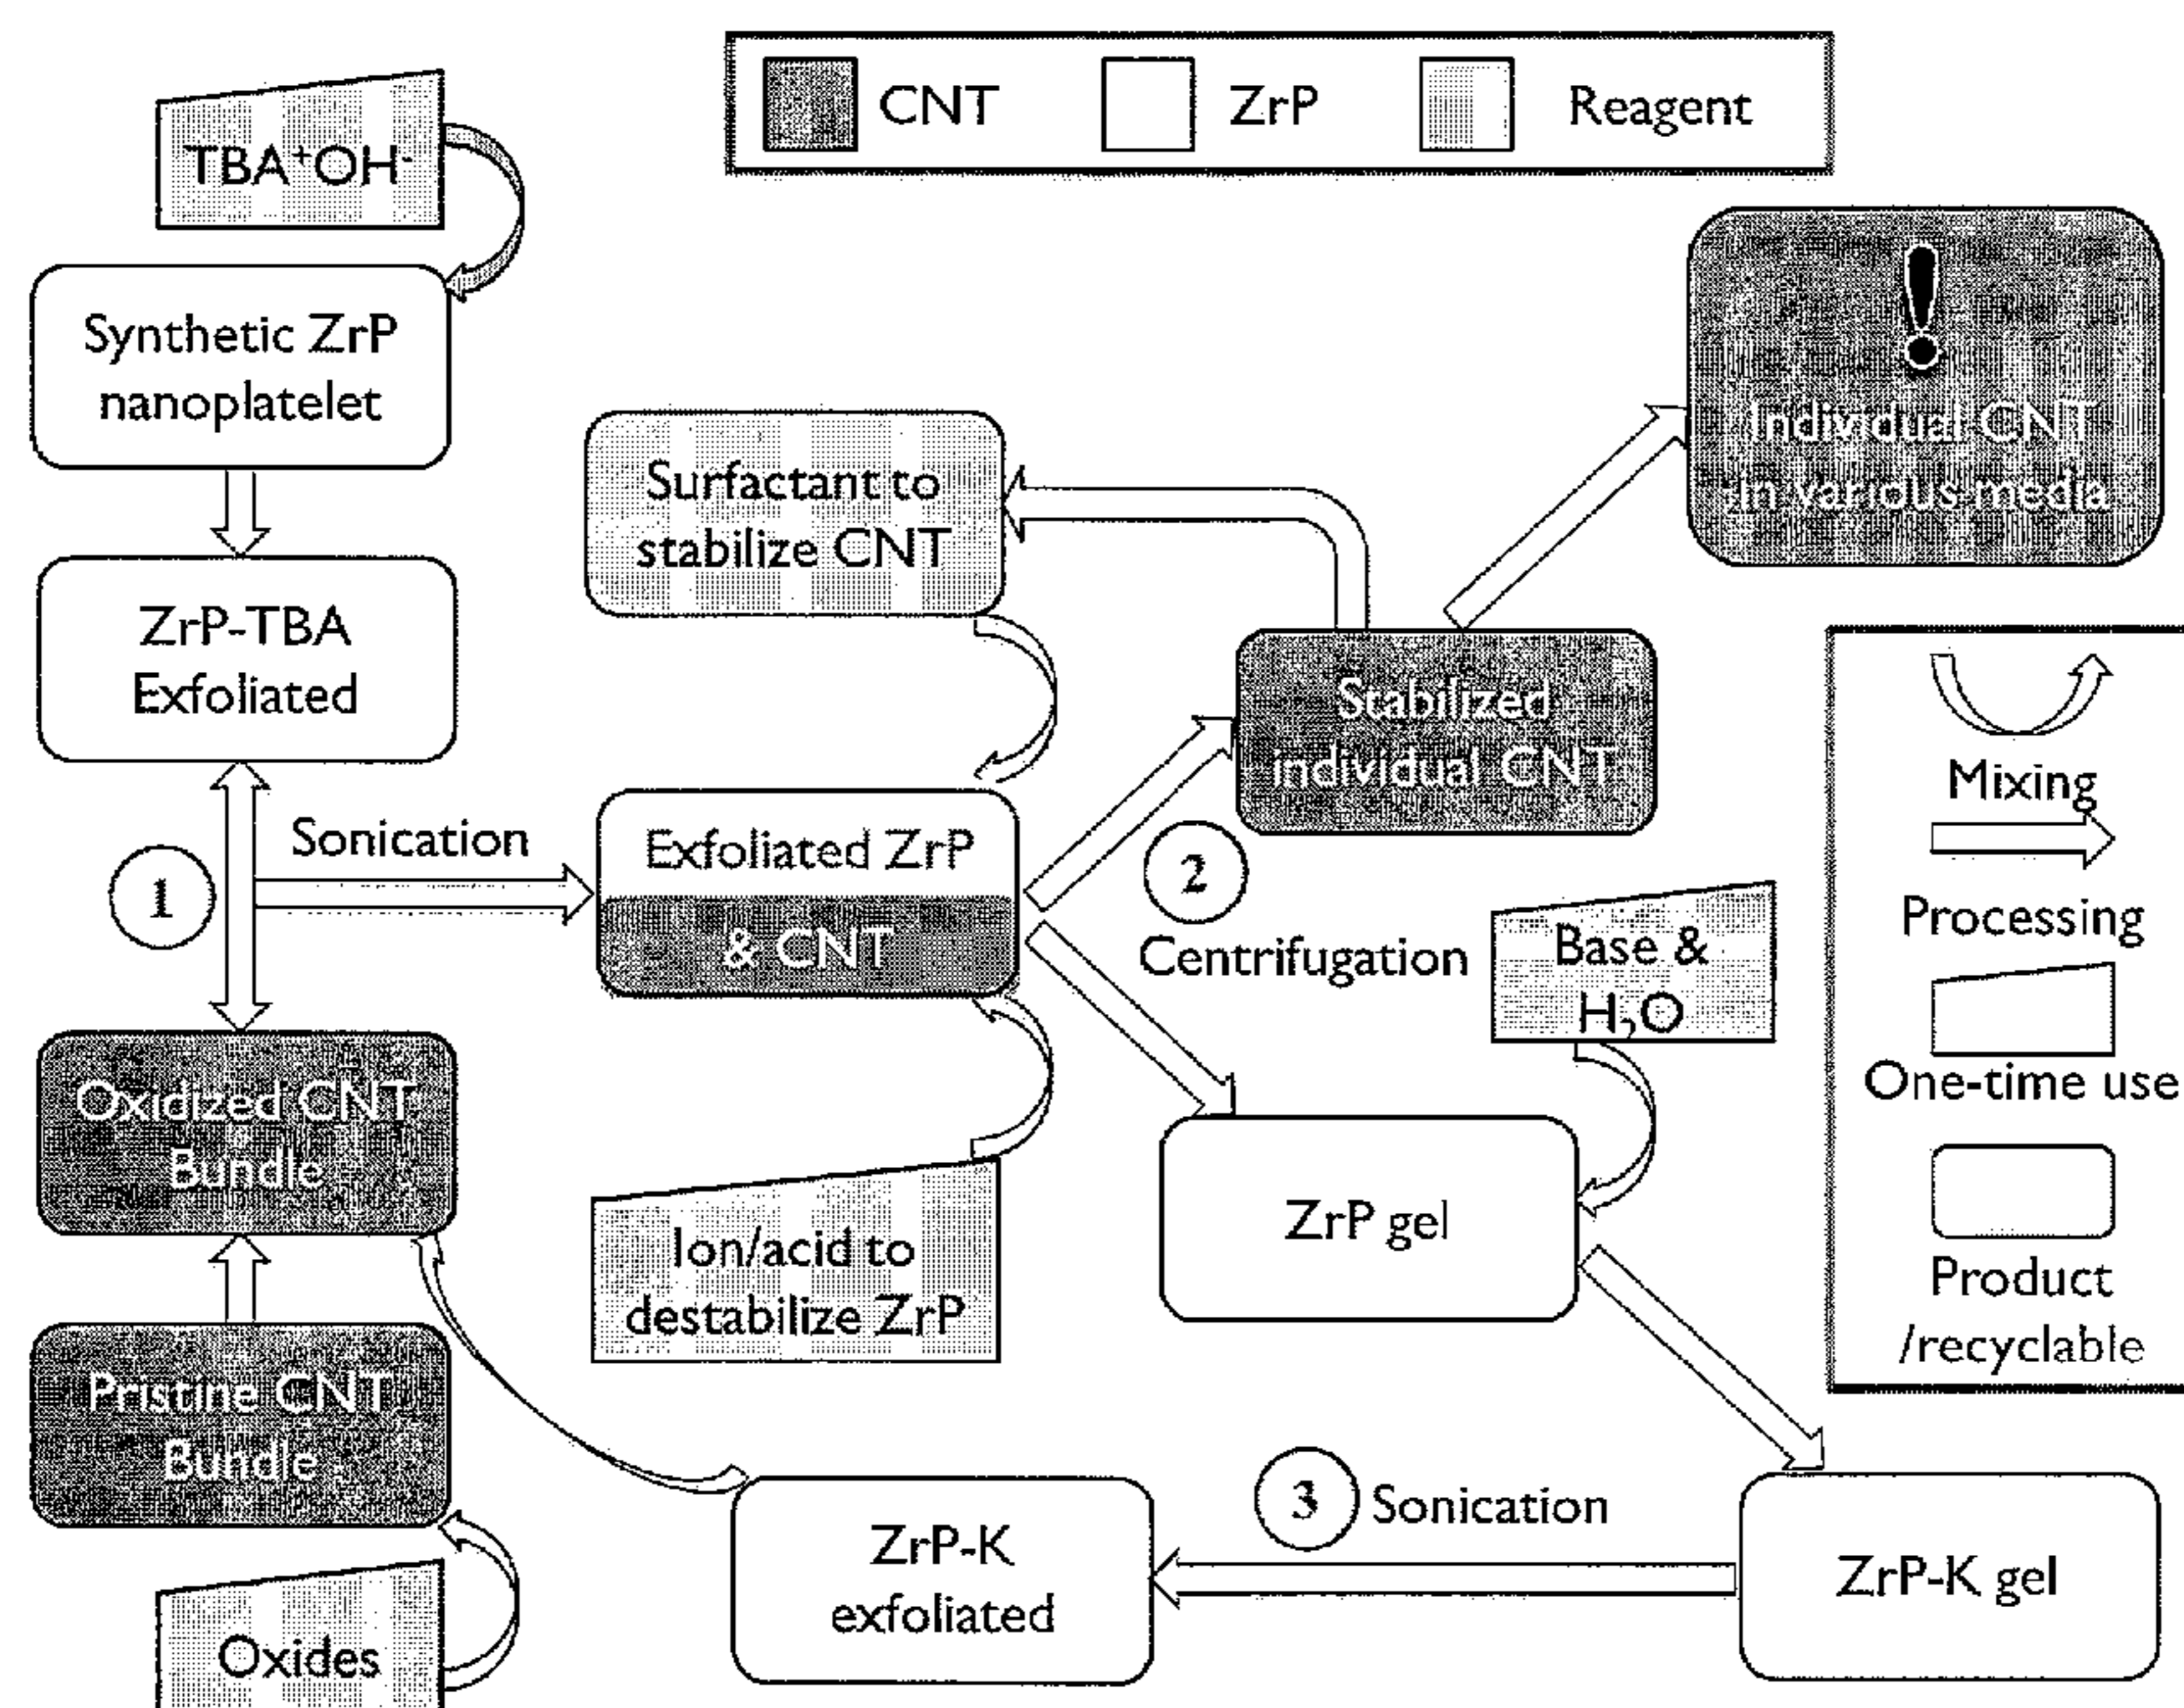 CNT
ZrP
Reagent
TBA⁺OH⁻
Synthetic ZrP
nanoplatelet
ZrP-TBA
Exfoliated
1
Sonication
Oxidized CNT
Bundle
Pristine CNT
Bundle
Oxides
Surfactant to
stabilize CNT
Exfoliated ZrP
& CNT
Ion/acid to
destabilize ZrP
2
Centrifugation
Stabilized
individual CNT
!
Individual CNT
in various media
Base &
H₂O
ZrP gel
ZrP-K gel
3
Sonication
ZrP-K
exfoliated
Mixing
Processing
One-time use
Product
/recyclable